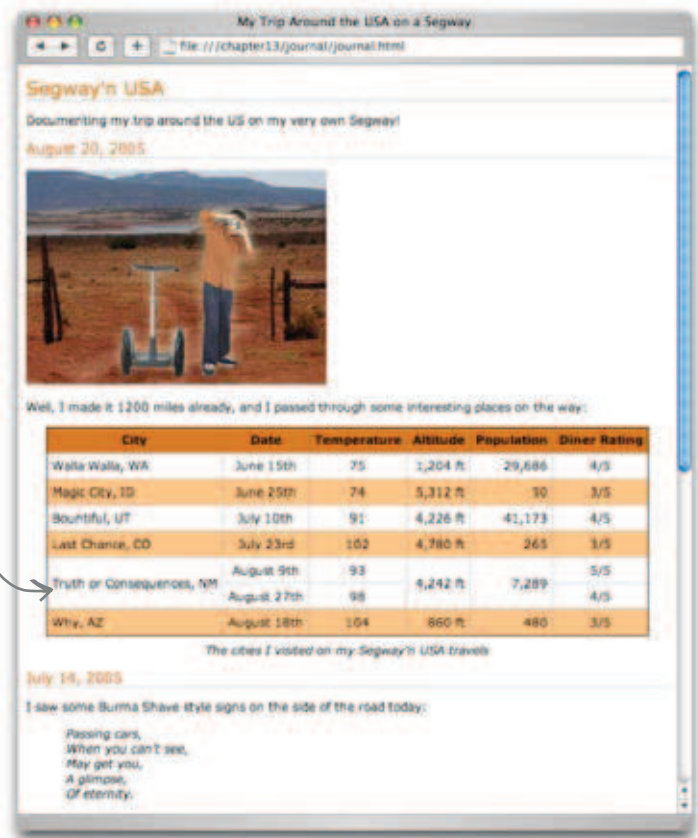 My Trip Around the USA on a Segway
file:///chapter13/journal/journal.html
Segway'n USA
Documenting my trip around the US on my very own Segway!
August 20, 2005
Well, I made it 1200 miles already, and I passed through some interesting places on the way:
City Date Temperature Altitude Population Diner Rating
Walla Walla, WA June 15th 75 1,204 ft 29,686 4/5
Magic City, ID June 25th 74 5,312 ft 50 3/5
Bountiful, UT July 10th 91 4,226 ft 41,173 4/5
Last Chance, CO July 23rd 102 4,780 ft 265 3/5
Truth or Consequences, NM August 9th 93 4,242 ft 7,289 5/5
August 27th 98 4/5
Why, AZ August 18th 104 860 ft 480 3/5
The cities I visited on my Segway'n USA travels
July 14, 2005
I saw some Burma Shave style signs on the side of the road today:
Passing cars,
When you can't see,
May get you,
A glimpse,
Of eternity.